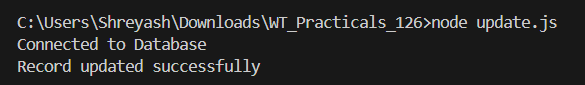 C:\Users\Shreyash\Downloads\WT_Practicals_126>node update.js
Connected to Database
Record updated successfully